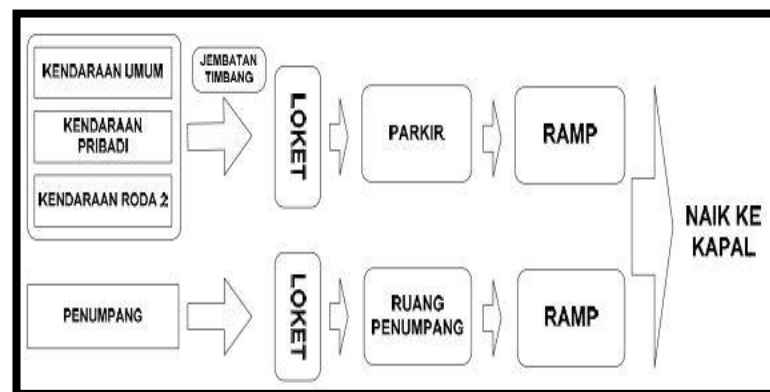 KENDARAAN UMUM
KENDARAAN
PRIBADI
KENDARAAN RODA 2
JEMBATAN
TIMBANG
LOKET
PARKIR
RAMP
PENUMPANG
LOKET
RUANG
PENUMPANG
RAMP
NAIK KE
KAPAL